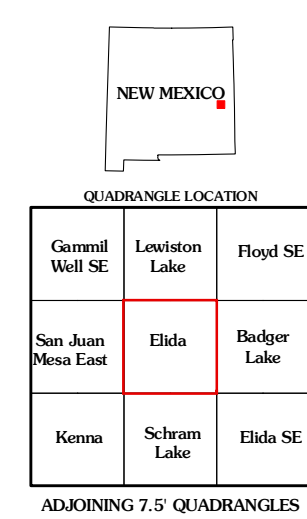 NEW MEXICO
QUADRANGLE LOCATION
Gammil
Well SE
Lewiston
Lake
Floyd SE
San Juan
Mesa East
Elida
Badger
Lake
Kenna
Schram
Lake
Elida SE
ADJOINING 7.5' QUADRANGLES